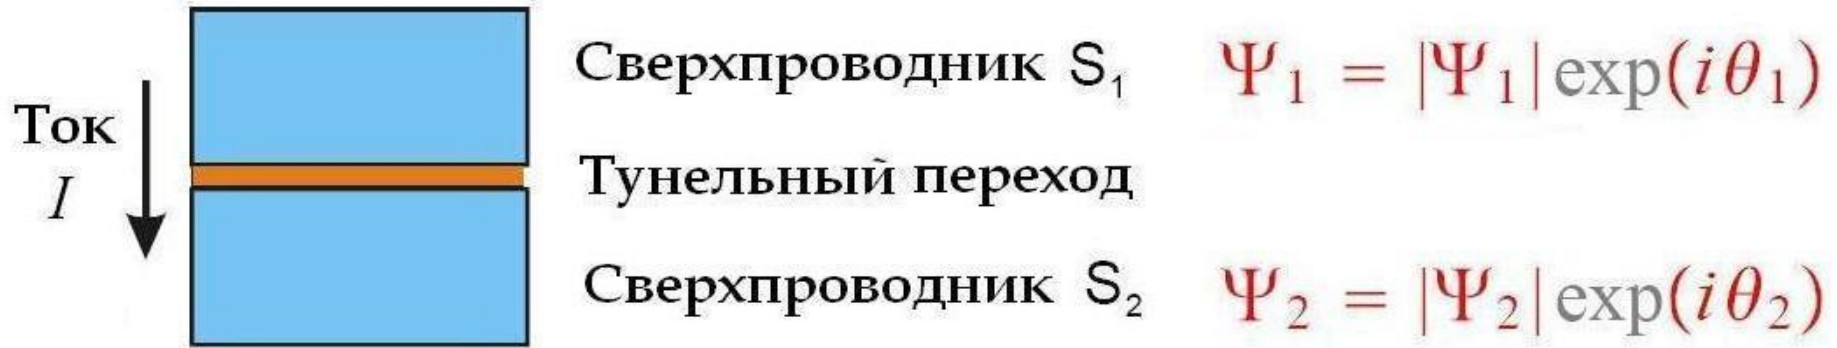 Ток
I
Сверхпроводник S₁ Ψ₁ = |Ψ₁| exp(iθ₁)
Тунельный переход
Сверхпроводник S₂ Ψ₂ = |Ψ₂| exp(iθ₂)